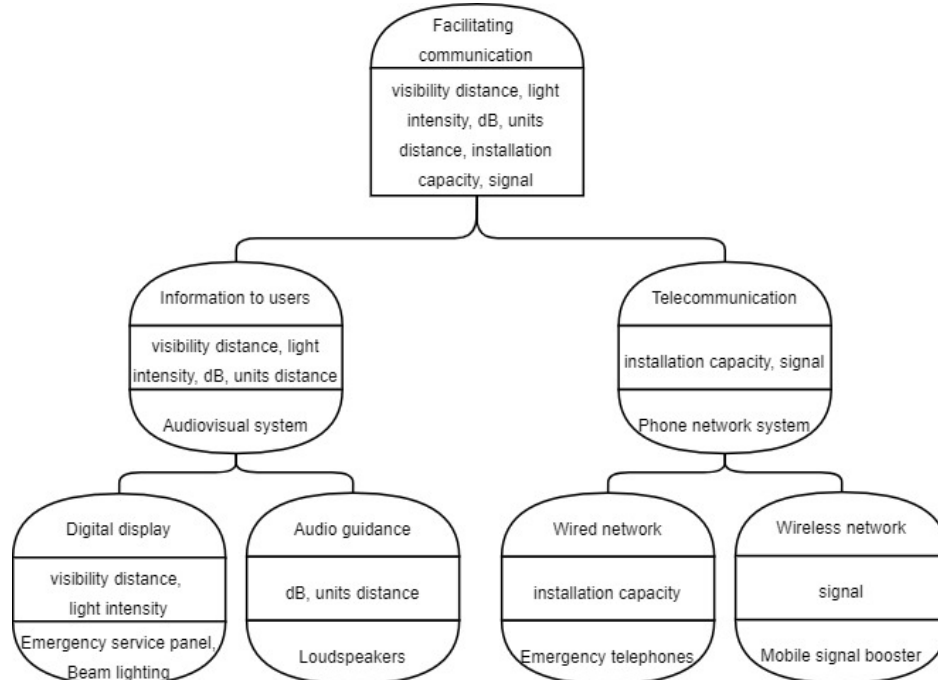 Facilitating
communication
visibility distance, light
intensity, dB, units
distance, installation
capacity, signal
Information to users
visibility distance, light
intensity, dB, units distance
Audiovisual system
Telecommunication
installation capacity, signal
Phone network system
Digital display
visibility distance,
light intensity
Emergency service panel,
Beam lighting
Audio guidance
dB, units distance
Loudspeakers
Wired network
installation capacity
Emergency telephones
Wireless network
signal
Mobile signal booster